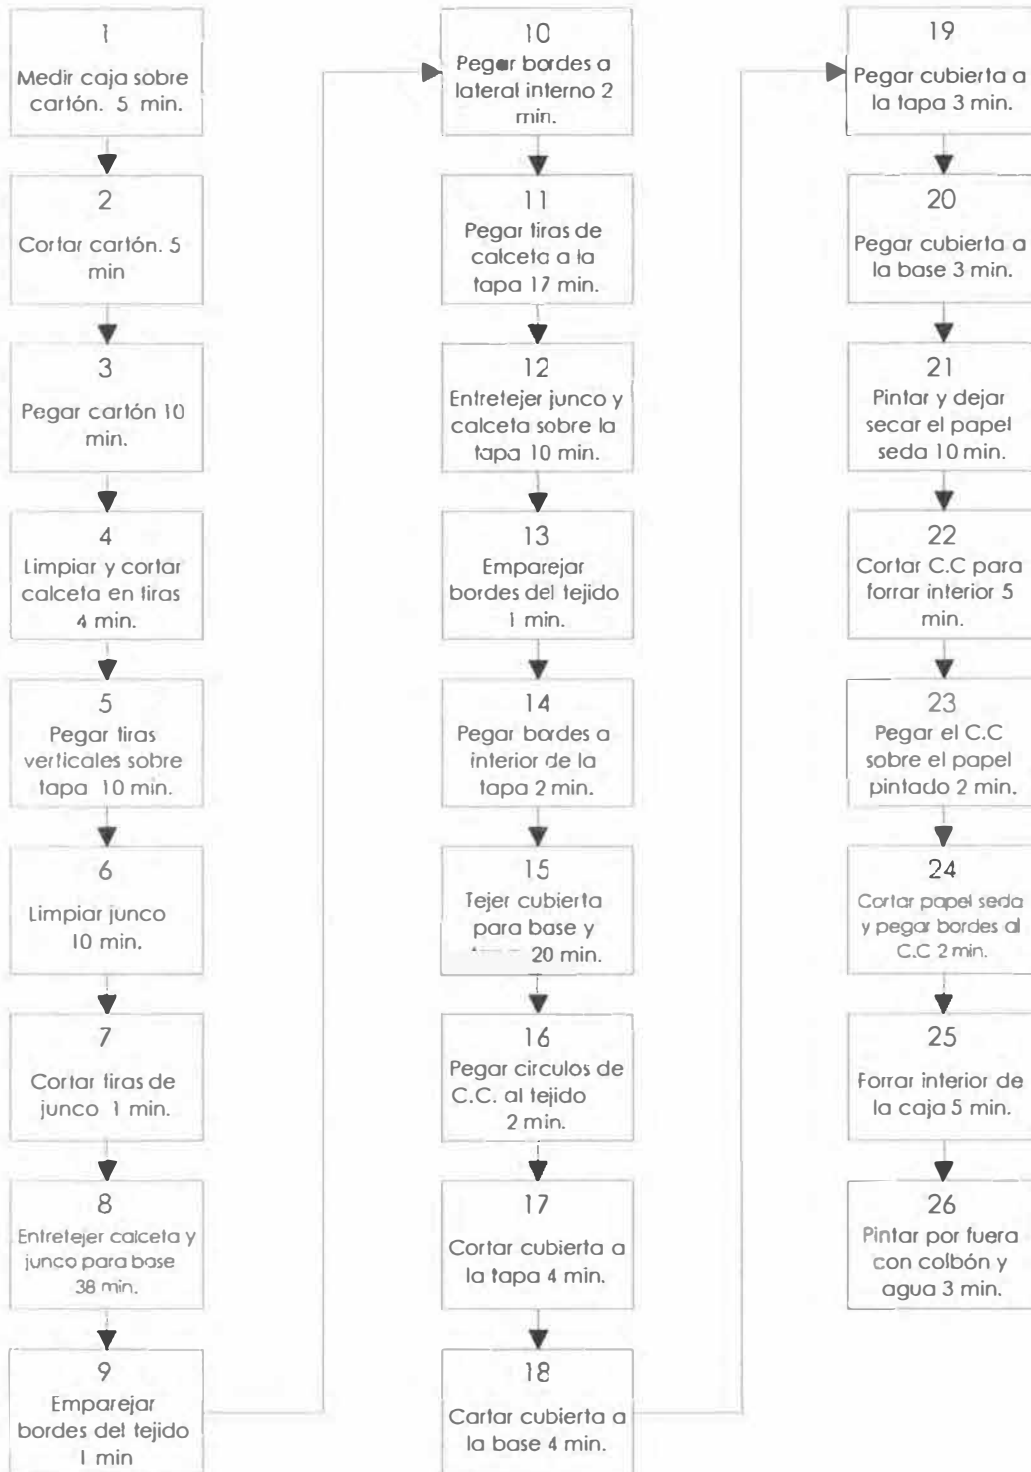 1
Medir caja sobre
cartón. 5 min.
2
Cortar cartón. 5
min
3
Pegar cartón 10
min.
4
Limpiar y cortar
calceta en tiras
4 min.
5
Pegar tiras
verticales sobre
tapa 10 min.
6
Limpiar junco
10 min.
7
Cortar tiras de
junco 1 min.
8
Entretejer calceta y
junco para base
38 min.
9
Emparejar
bordes del tejido
1 min
10
Pegar bordes a
lateral interno 2
min.
11
Pegar tiras de
calceta a la
tapa 17 min.
12
Entretejer junco y
calceta sobre la
tapa 10 min.
13
Emparejar
bordes del tejido
1 min.
14
Pegar bordes a
interior de la
tapa 2 min.
15
Tejer cubierta
para base y
20 min.
16
Pegar circulos de
C.C. al tejido
2 min.
17
Cortar cubierta a
la tapa 4 min.
18
Cartar cubierta a
la base 4 min.
19
Pegar cubierta a
la tapa 3 min.
20
Pegar cubierta a
la base 3 min.
21
Pintar y dejar
secar el papel
seda 10 min.
22
Cortar C.C para
forrar interior 5
min.
23
Pegar el C.C
sobre el papel
pintado 2 min.
24
Cortar papel seda
y pegar bordes al
C.C 2 min.
25
Forrar interior de
la caja 5 min.
26
Pintar por fuera
con colbón y
agua 3 min.